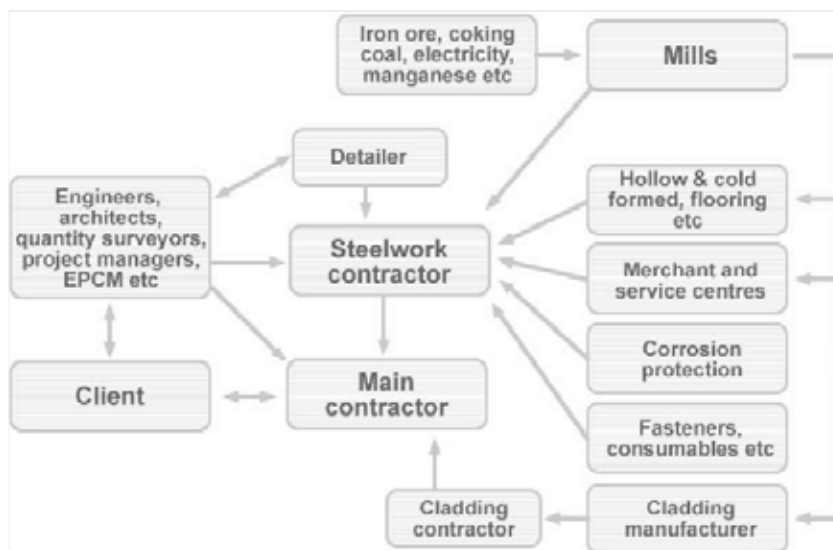 Iron ore, coking
coal, electricity,
manganese etc
Mills
Detailer
Engineers,
architects,
quantity surveyors,
project managers,
EPCM etc
Hollow & cold
formed, flooring
etc
Steelwork
contractor
Merchant and
service centres
Corrosion
protection
Client
Main
contractor
Fasteners,
consumables etc
Cladding
contractor
Cladding
manufacturer